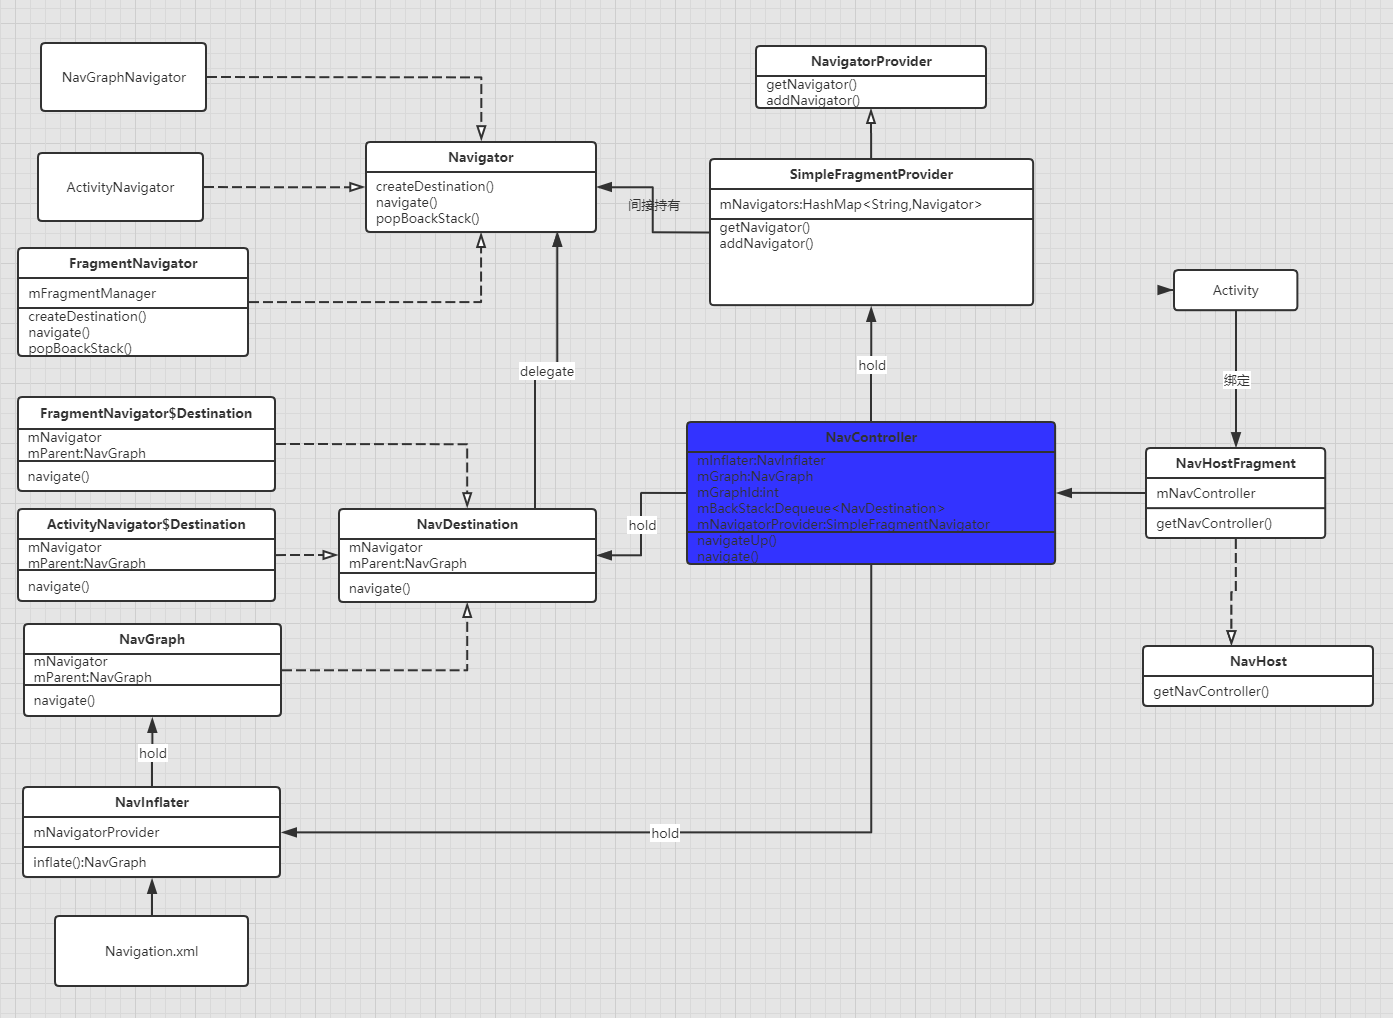 NavGraphNavigator
ActivityNavigator
FragmentNavigator
mFragmentManager
createDestination()
navigate()
popBoackStack()
Navigator
createDestination()
navigate()
popBoackStack()
NavigatorProvider
getNavigator()
addNavigator()
SimpleFragmentProvider
mNavigators:HashMap<String,Navigator>
getNavigator()
addNavigator()
间接持有
Activity
绑定
hold
delegate
FragmentNavigator$Destination
mNavigator
mParent:NavGraph
navigate()
ActivityNavigator$Destination
mNavigator
mParent:NavGraph
navigate()
NavDestination
mNavigator
mParent:NavGraph
navigate()
hold
NavController
mInflater:NavInflater
mGraph:NavGraph
mGraphId:int
mBackStack:Dequeue<NavDestination>
mNavigatorProvider:SimpleFragmentNavigator
navigateUp()
navigate()
NavHostFragment
mNavController
getNavController()
NavHost
getNavController()
NavGraph
mNavigator
mParent:NavGraph
navigate()
hold
NavInflater
mNavigatorProvider
inflate():NavGraph
hold
Navigation.xml